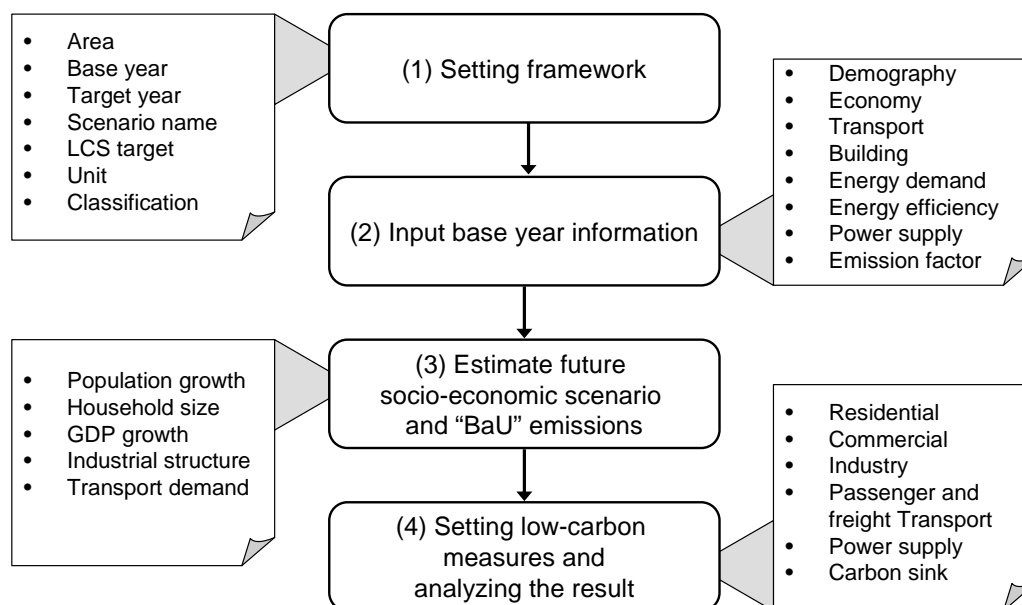 • Area
• Base year
• Target year
• Scenario name
• LCS target
• Unit
• Classification
(1) Setting framework
• Demography
• Economy
• Transport
• Building
• Energy demand
• Energy efficiency
• Power supply
• Emission factor
(2) Input base year information
• Population growth
• Household size
• GDP growth
• Industrial structure
• Transport demand
(3) Estimate future
socio-economic scenario
and “BaU” emissions
• Residential
• Commercial
• Industry
• Passenger and
freight Transport
• Power supply
• Carbon sink
(4) Setting low-carbon
measures and
analyzing the result